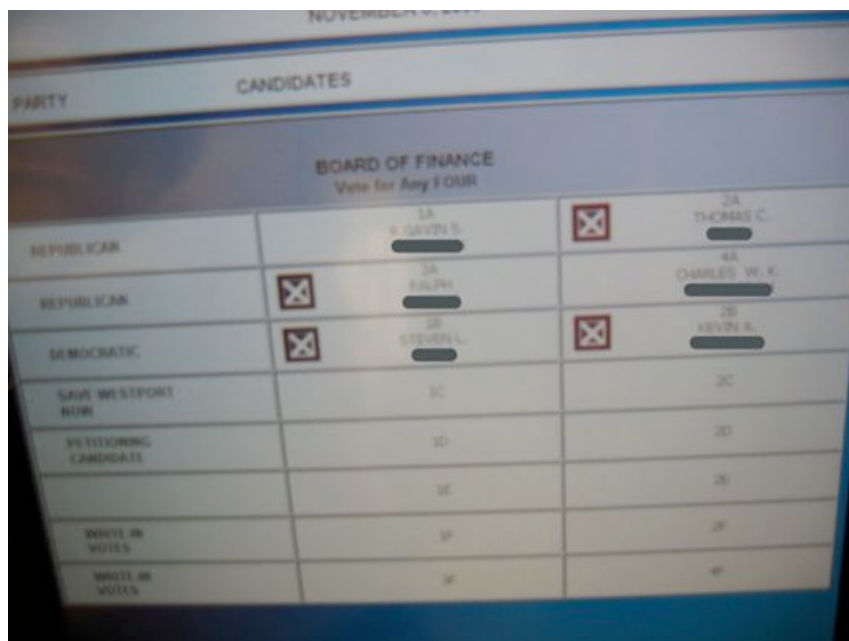 PARTY CANDIDATES
BOARD OF FINANCE
Vote for Any FOUR
REPUBLICAN
1A
GAVIN S.
2A
THOMAS C.
REPUBLICAN
3A
RALPH
4A
CHARLES W. K.
DEMOCRATIC
1B
STEVEN L.
2B
KEVIN A.
SAVE WESTPORT
NOW
1C
2C
PETITIONING
CANDIDATE
1D
2D
1E
2E
WRITE IN
VOTES
1F
2F
WRITE IN
VOTES
3F
4F